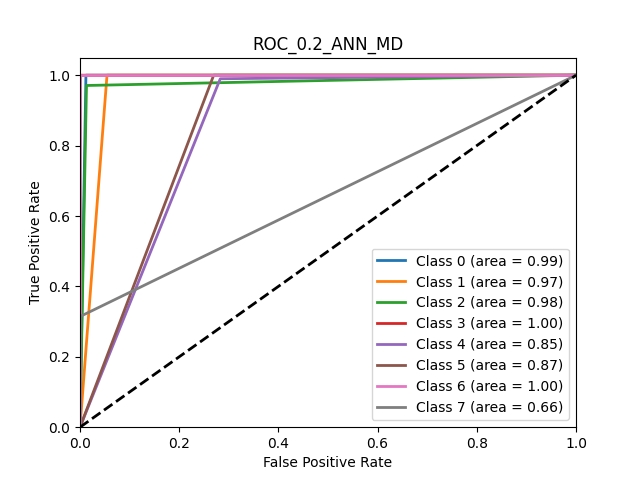 ROC_0.2_ANN_MD
True Positive Rate
1.0
0.8
0.6
0.4
0.2
0.0
0.0 0.2 0.4 0.6 0.8 1.0
False Positive Rate
Class 0 (area = 0.99)
Class 1 (area = 0.97)
Class 2 (area = 0.98)
Class 3 (area = 1.00)
Class 4 (area = 0.85)
Class 5 (area = 0.87)
Class 6 (area = 1.00)
Class 7 (area = 0.66)